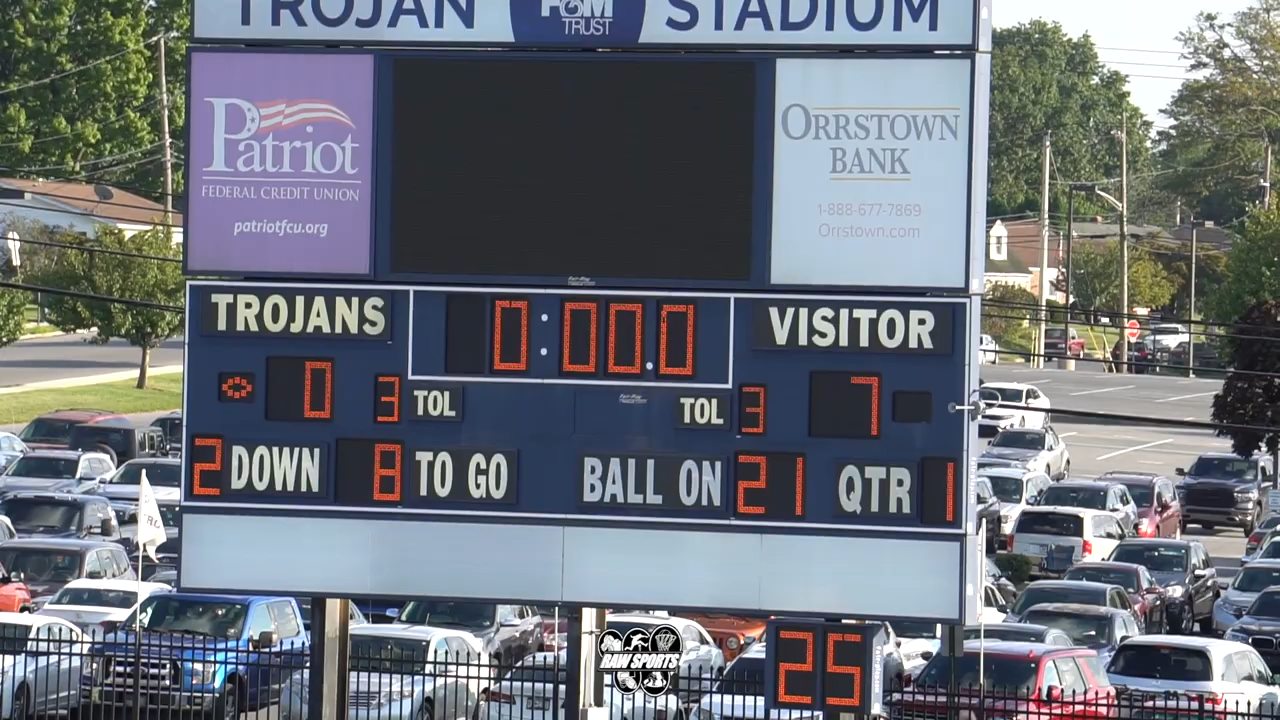 TROJAN F&M TRUST STADIUM
Patriot
FEDERAL CREDIT UNION
patriotfcu.org
ORRSTOWN
BANK
1-888-677-7869
Orrstown.com
TROJANS 0:00.0 VISITOR
0 3 TOL TOL 3 7
2 DOWN 8 TO GO BALL ON 21 QTR 1
RAW SPORTS
25